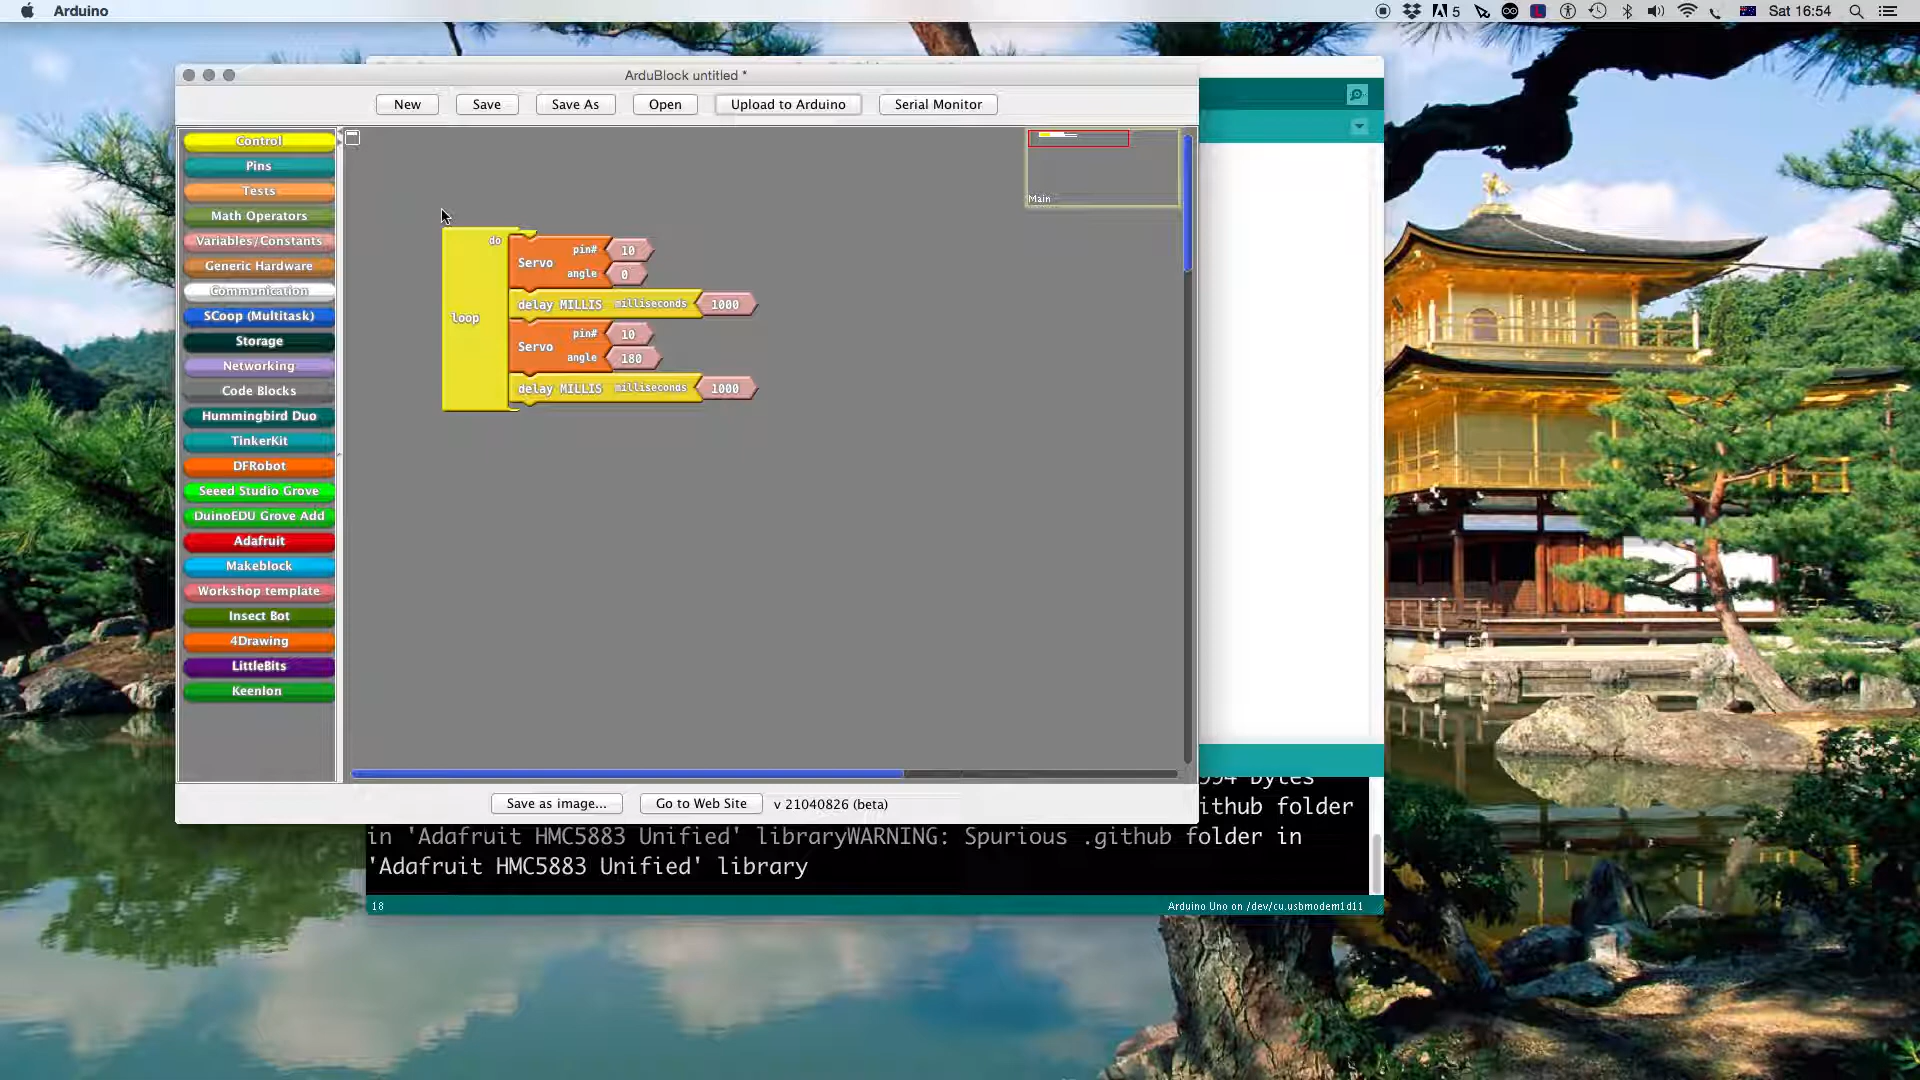 Arduino
5
Sat 16:54
ArduBlock untitled *
New
Save
Save As
Open
Upload to Arduino
Serial Monitor
Control
Pins
Tests
Math Operators
Variables/Constants
Generic Hardware
Communication
SCoop (Multitask)
Storage
Networking
Code Blocks
Hummingbird Duo
TinkerKit
DFRobot
Seeed Studio Grove
DuinoEDU Grove Add
Adafruit
Makeblock
Workshop template
Insect Bot
4Drawing
LittleBits
Keenlon
Main
loop
do
Servo
pin#
10
angle
0
delay MILLIS milliseconds 1000
Servo
pin#
10
angle
180
delay MILLIS milliseconds 1000
Save as image...
Go to Web Site
v 21040826 (beta)
bytes
ithub folder
in 'Adafruit HMC5883 Unified' libraryWARNING: Spurious .github folder in
'Adafruit HMC5883 Unified' library
18
Arduino Uno on /dev/cu.usbmodem1d11